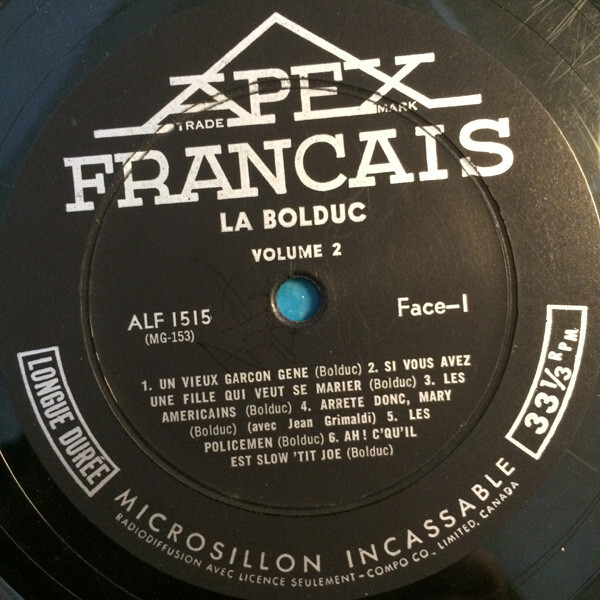 APEX
TRADE MARK
FRANCAIS
LA BOLDUC
VOLUME 2
ALF 1515
(MG-153)
Face-1
1. UN VIEUX GARCON GENE (Bolduc) 2. SI VOUS AVEZ
UNE FILLE QUI VEUT SE MARIER (Bolduc) 3. LES
AMERICAINS (Bolduc) 4. ARRETE DONC, MARY
(Bolduc) (avec Jean Grimaldi) 5. LES
POLICEMEN (Bolduc) 6. AH! C'QU'IL
EST SLOW 'TIT JOE (Bolduc)
LONGUE DURÉE
33 1/3 R.P.M.
MICROSILLON INCASSABLE
RADIODIFFUSION AVEC LICENCE SEULEMENT-COMPO CO., LIMITED, CANADA